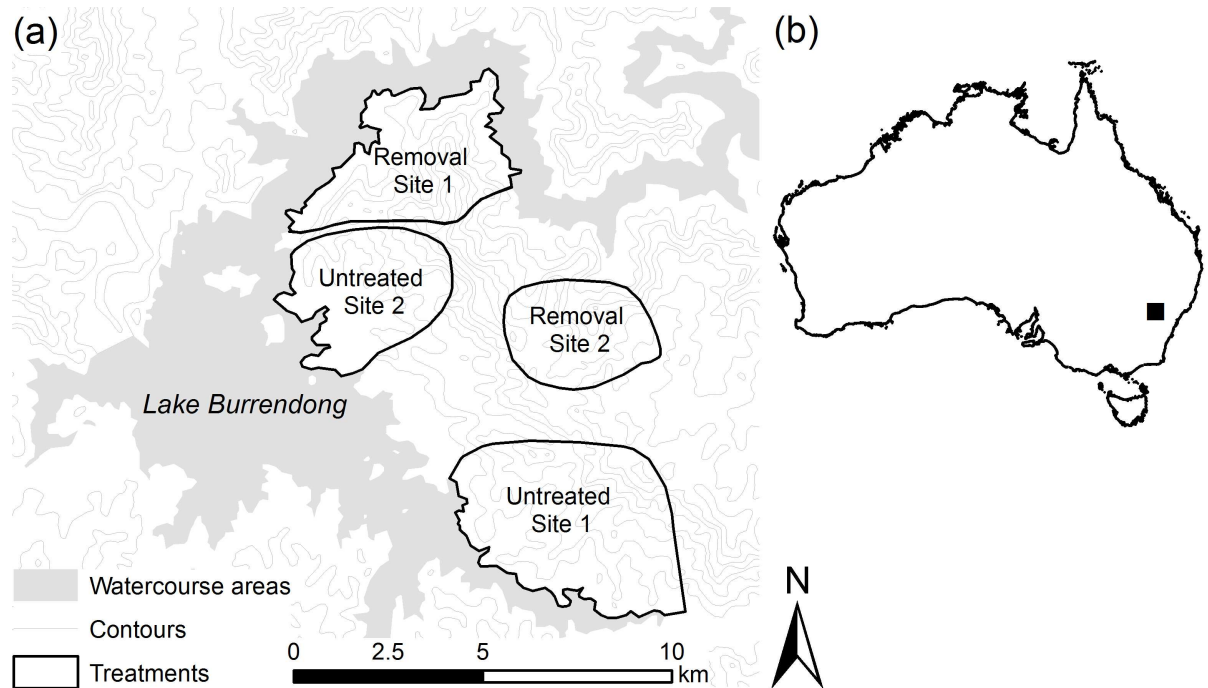 (a)
(b)
Removal
Site 1
Untreated
Site 2
Removal
Site 2
Lake Burrendong
Untreated
Site 1
Watercourse areas
Contours
Treatments
0 2.5 5 10
km
N